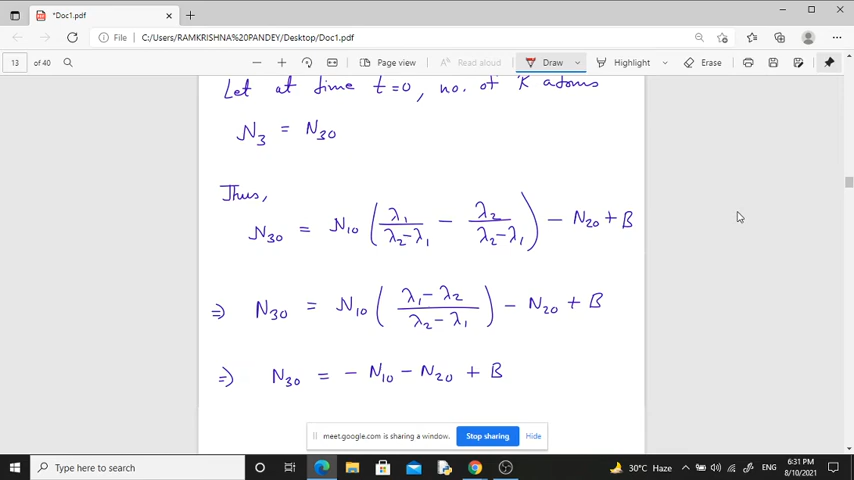 *Doc1.pdf
File C:/Users/RAMKRISHNA%20PANDEY/Desktop/Doc1.pdf
13 of 40 Page view Read aloud Draw Highlight Erase
Let at time t=0, no. of K atoms
N₃ = N₃₀
Thus,
N₃₀ = N₁₀ (λ₁/(λ₂-λ₁) - λ₂/(λ₂-λ₁)) - N₂₀ + B
⇒ N₃₀ = N₁₀ ((λ₁-λ₂)/(λ₂-λ₁)) - N₂₀ + B
⇒ N₃₀ = - N₁₀ - N₂₀ + B
meet.google.com is sharing a window. Stop sharing Hide
Type here to search 30°C Haze ENG 6:31 PM
8/10/2021